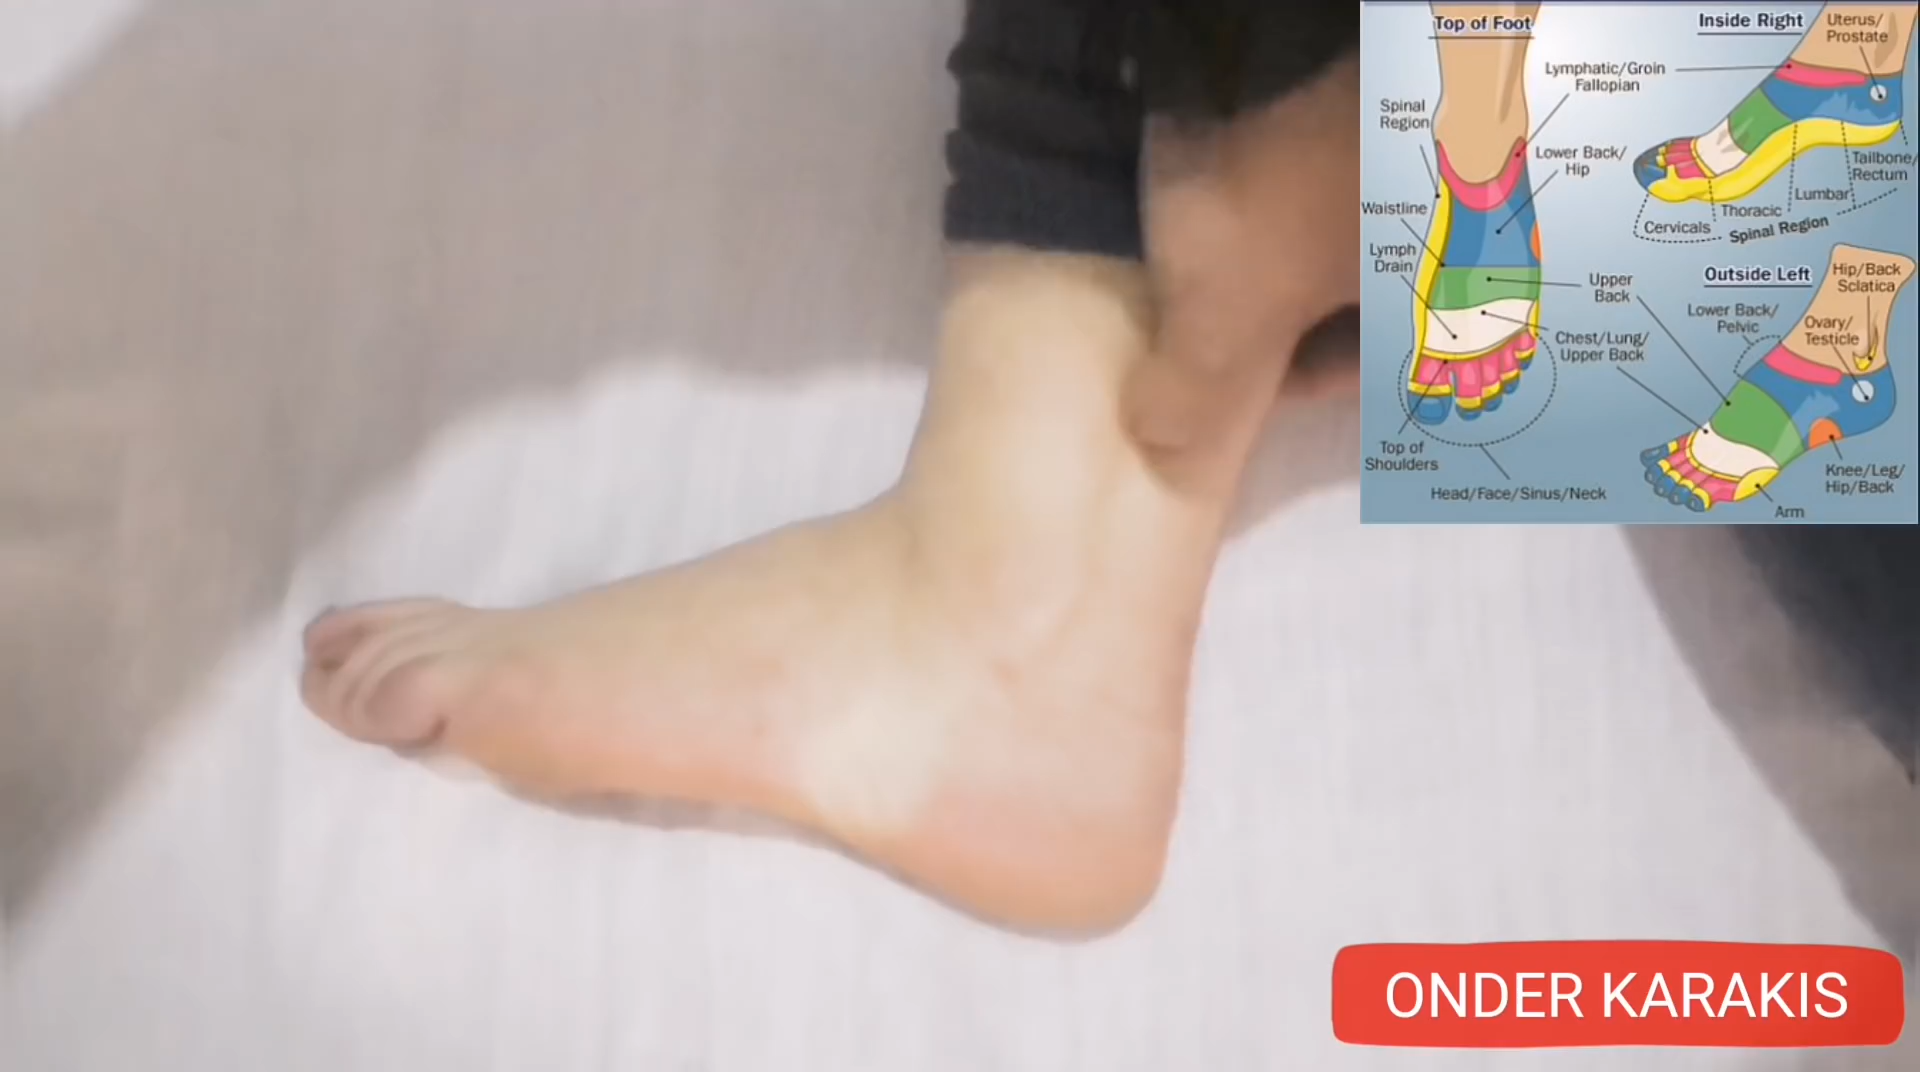 Top of Foot
Inside Right
Uterus/
Prostate
Lymphatic/Groin
Fallopian
Spinal
Region
Lower Back/
Hip
Tailbone/
Rectum
Lumbar
Thoracic
Cervicals
Spinal Region
Waistline
Lymph
Drain
Upper
Back
Outside Left
Hip/Back
Sclatica
Lower Back/
Pelvic
Ovary/
Testicle
Chest/Lung/
Upper Back
Top of
Shoulders
Head/Face/Sinus/Neck
Knee/Leg/
Hip/Back
Arm
ONDER KARAKIS